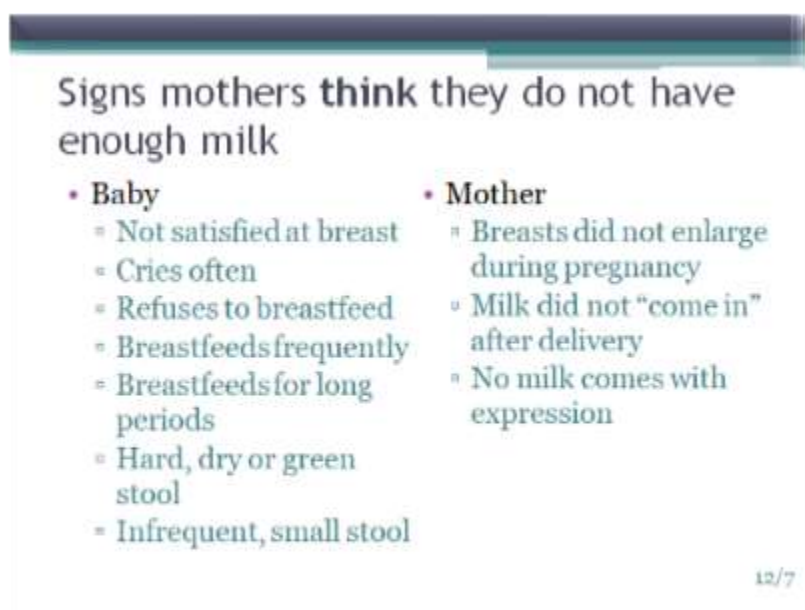 Signs mothers think they do not have
enough milk
• Baby
▫ Not satisfied at breast
▫ Cries often
▫ Refuses to breastfeed
▫ Breastfeeds frequently
▫ Breastfeeds for long
periods
▫ Hard, dry or green
stool
▫ Infrequent, small stool
• Mother
▫ Breasts did not enlarge
during pregnancy
▫ Milk did not “come in”
after delivery
▫ No milk comes with
expression
12/7